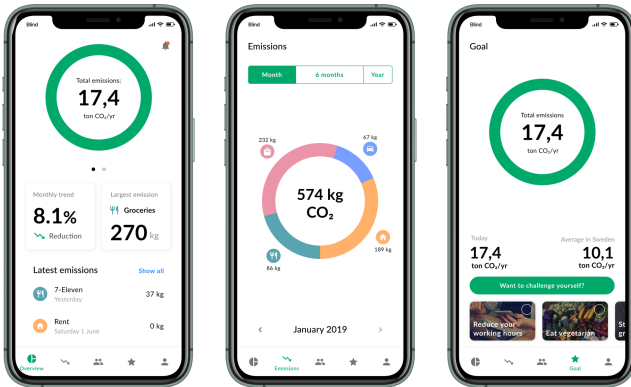 Blind
Total emissions:
17,4
ton CO₂/yr
Monthly trend
8.1%
Reduction
Largest emission
Groceries
270 kg
Latest emissions
Show all
7-Eleven
Yesterday
37 kg
Rent
Saturday 1 June
0 kg
Overview
Blind
Emissions
Month
6 months
Year
232 kg
67 kg
574 kg
CO₂
189 kg
86 kg
January 2019
Emissions
Blind
Goal
Total emissions
17,4
ton CO₂/yr
Today
17,4
ton CO₂/yr
Average in Sweden
10,1
ton CO₂/yr
Want to challenge yourself?
Reduce your
working hours
Eat vegetarian
St
gr
Goal